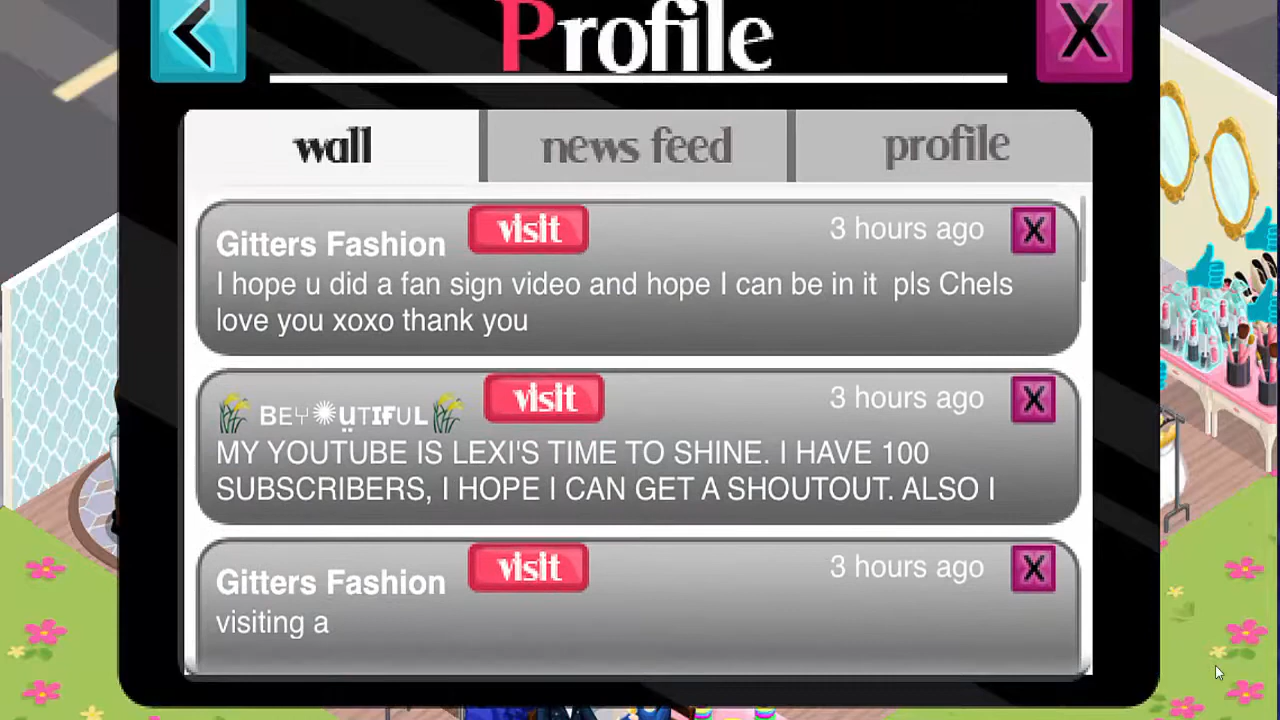 Profile
wall
news feed
profile
Gitters Fashion
visit
3 hours ago
I hope u did a fan sign video and hope I can be in it pls Chels
love you xoxo thank you
🌾 BE⑂✺ṳTIFUL🌾
visit
3 hours ago
MY YOUTUBE IS LEXI'S TIME TO SHINE. I HAVE 100
SUBSCRIBERS, I HOPE I CAN GET A SHOUTOUT. ALSO I
Gitters Fashion
visit
3 hours ago
visiting a